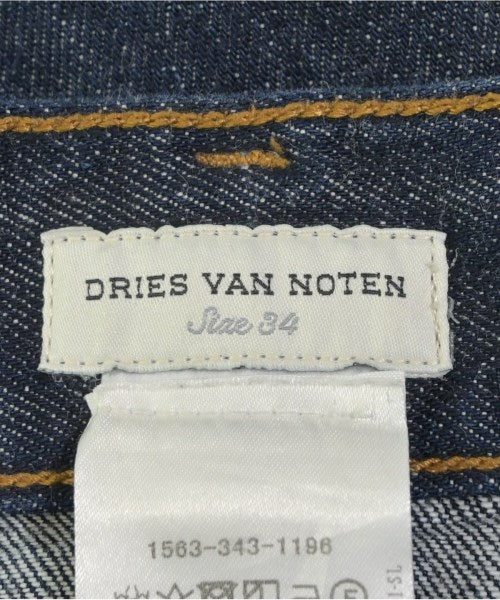 DRIES VAN NOTEN
Size 34
1563-343-1196